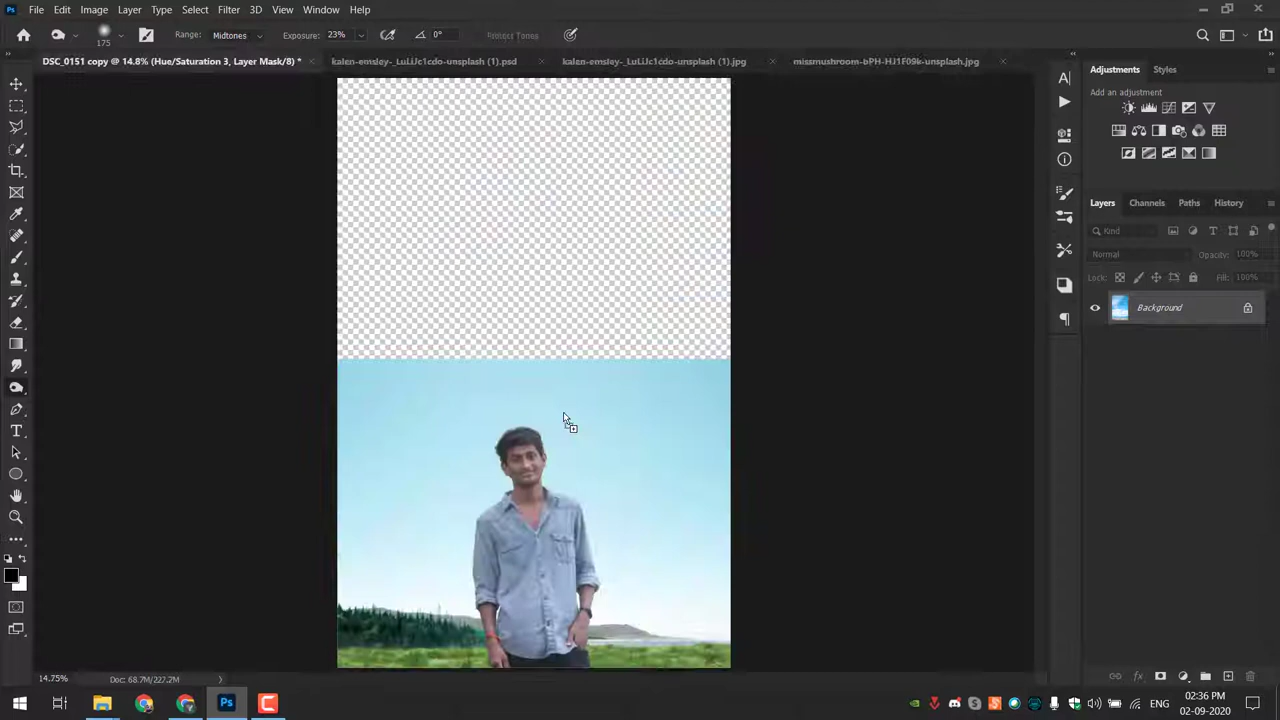 Ps File Edit Image Layer Type Select Filter 3D View Window Help
175 Range: Midtones Exposure: 23% 0° Protect Tones
DSC_0151 copy @ 14.8% (Hue/Saturation 3, Layer Mask/8) * kalen-emsley-_LuLiJc1cdo-unsplash (1).psd kalen-emsley-_LuLiJc1cdo-unsplash (1).jpg missmushroom-bPH-HJ1F09k-unsplash.jpg
Adjustments Styles
Add an adjustment
Layers Channels Paths History
Kind
Normal Opacity: 100%
Lock: Fill: 100%
Background
14.75% Doc: 68.7M/227.2M
Ps ENG 02:36 PM
02-09-2020